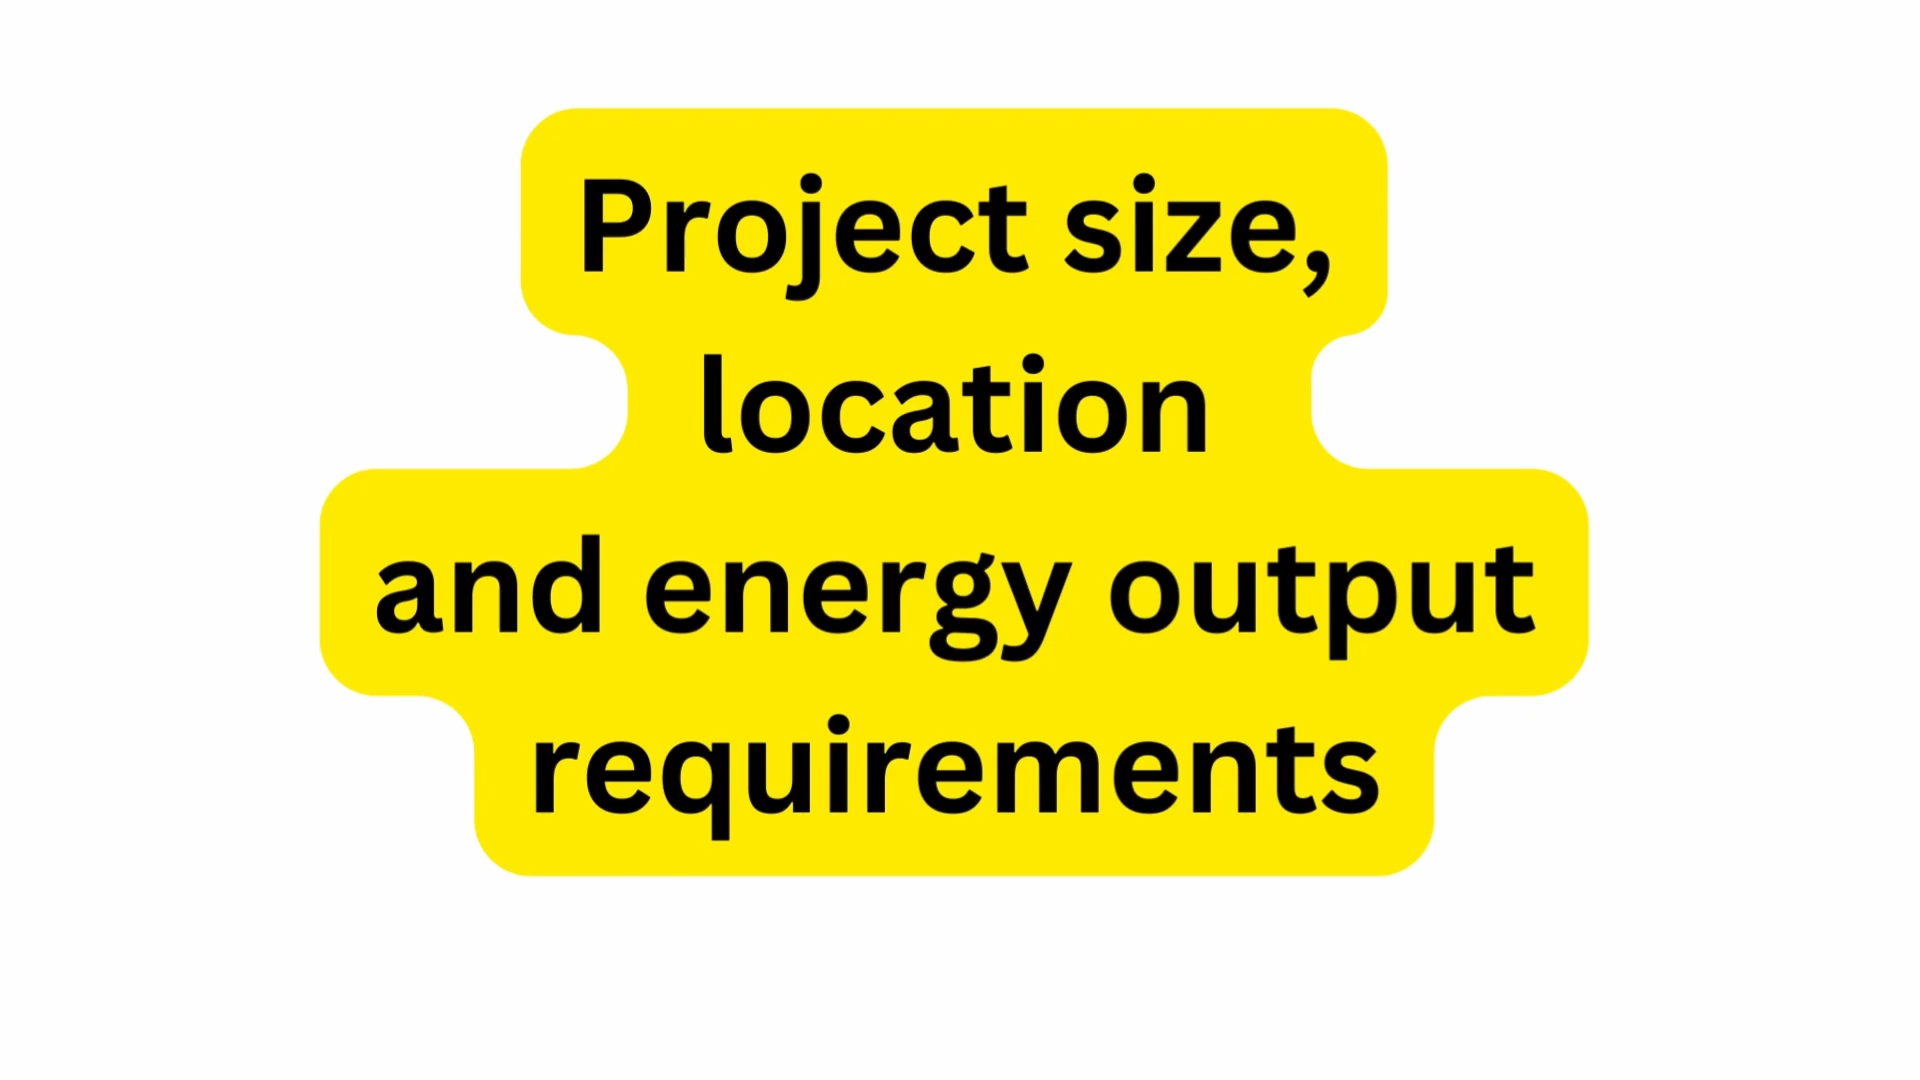 Project size,
location
and energy output
requirements